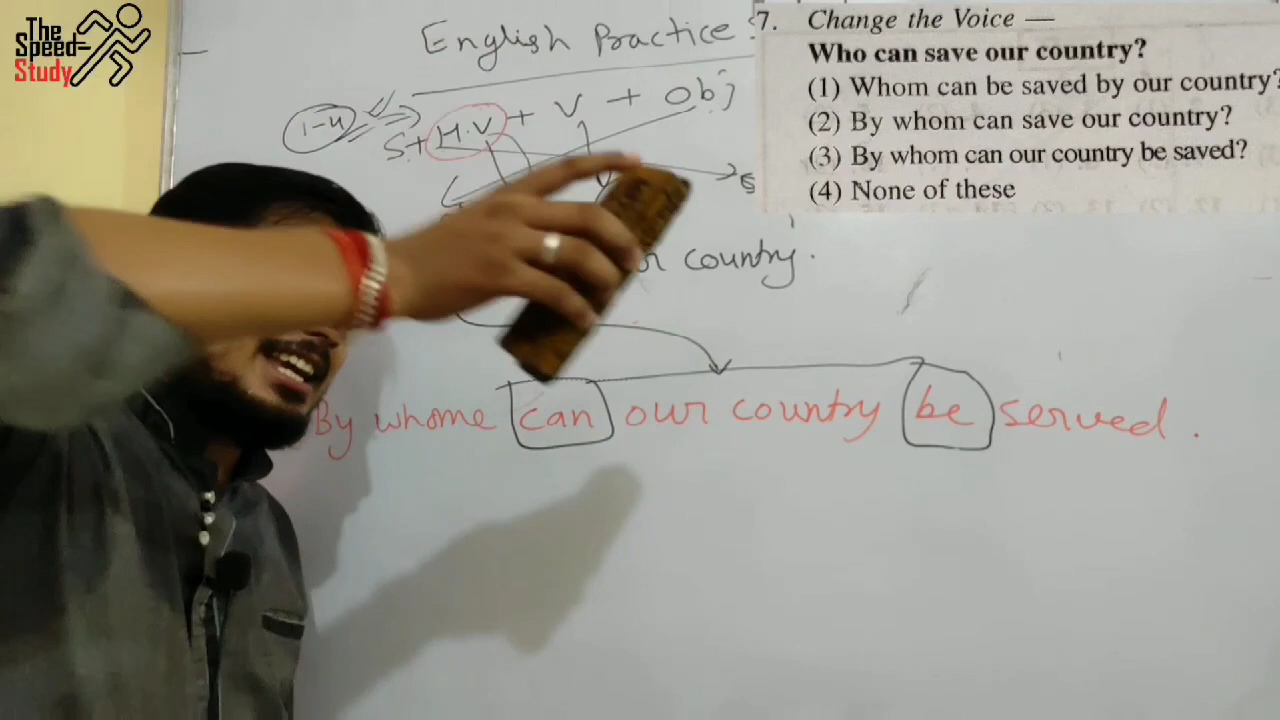 The
Speed-
Study
English Practice
1-4
S + H.V + V + Obj
country.
By whome can our country be served.
7. Change the Voice —
Who can save our country?
(1) Whom can be saved by our country?
(2) By whom can save our country?
(3) By whom can our country be saved?
(4) None of these